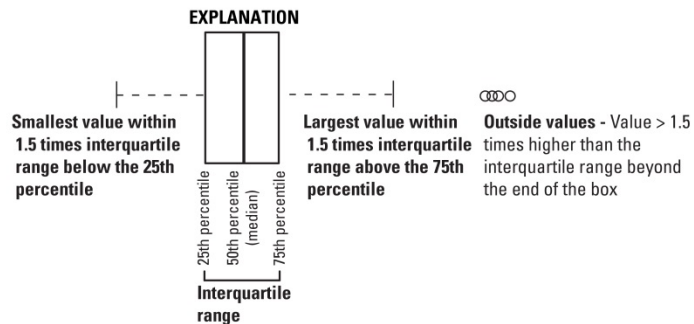 EXPLANATION
Smallest value within
1.5 times interquartile
range below the 25th
percentile
Largest value within
1.5 times interquartile
range above the 75th
percentile
Outside values - Value > 1.5
times higher than the
interquartile range beyond
the end of the box
25th percentile
50th percentile
(median)
75th percentile
Interquartile
range